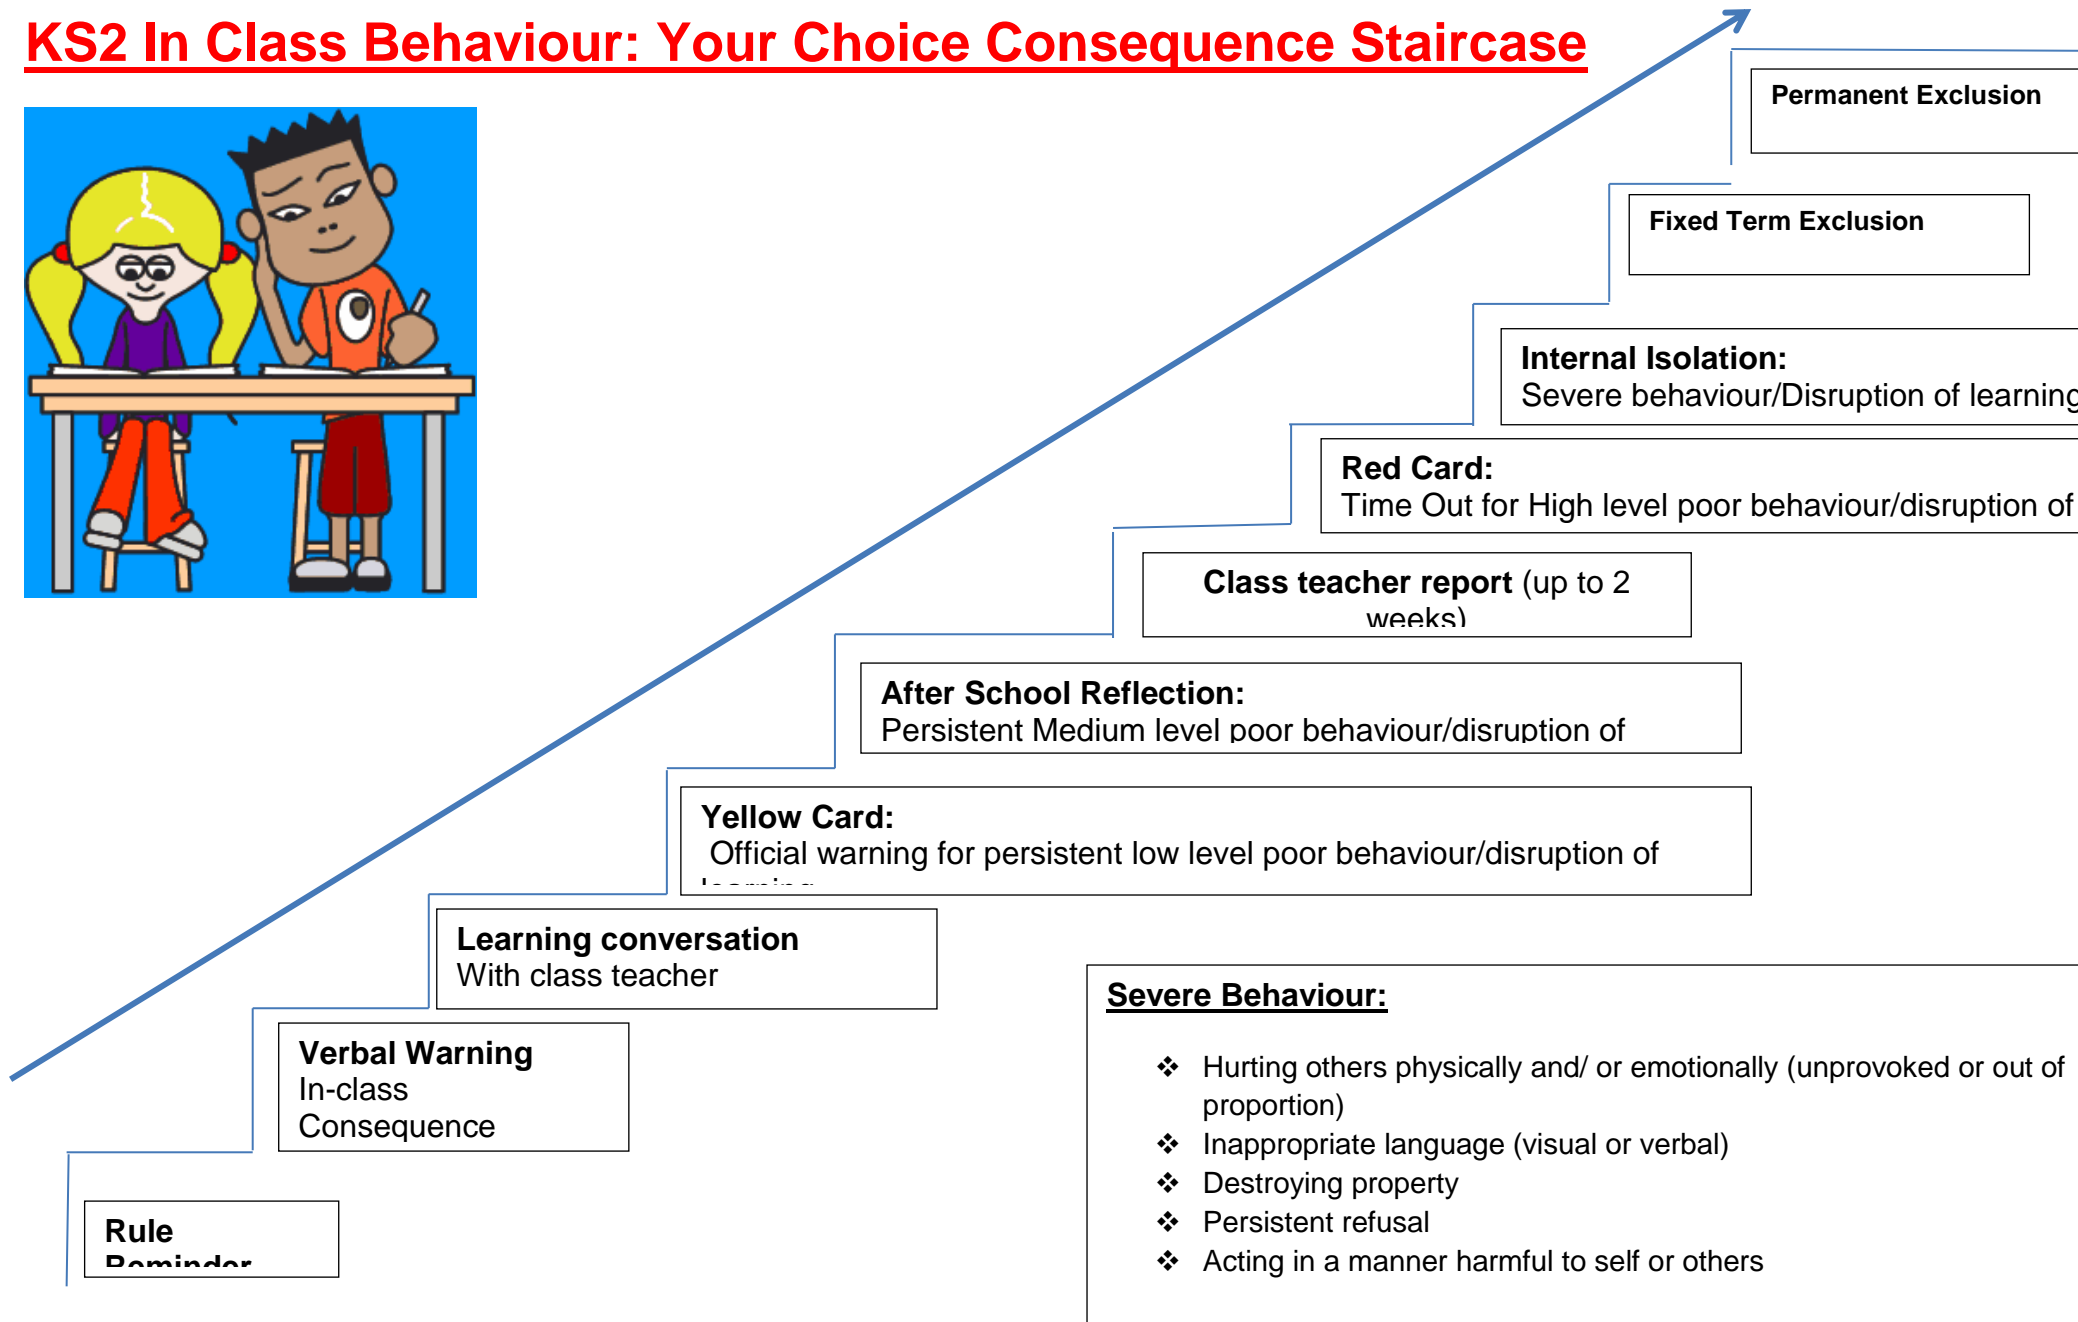 KS2 In Class Behaviour: Your Choice Consequence Staircase
Permanent Exclusion
Fixed Term Exclusion
Internal Isolation:
Severe behaviour/Disruption of learning
Red Card:
Time Out for High level poor behaviour/disruption of
Class teacher report (up to 2
weeks)
After School Reflection:
Persistent Medium level poor behaviour/disruption of
Yellow Card:
Official warning for persistent low level poor behaviour/disruption of
learning
Learning conversation
With class teacher
Verbal Warning
In-class
Consequence
Rule
Reminder
Severe Behaviour:
❖ Hurting others physically and/ or emotionally (unprovoked or out of
proportion)
❖ Inappropriate language (visual or verbal)
❖ Destroying property
❖ Persistent refusal
❖ Acting in a manner harmful to self or others